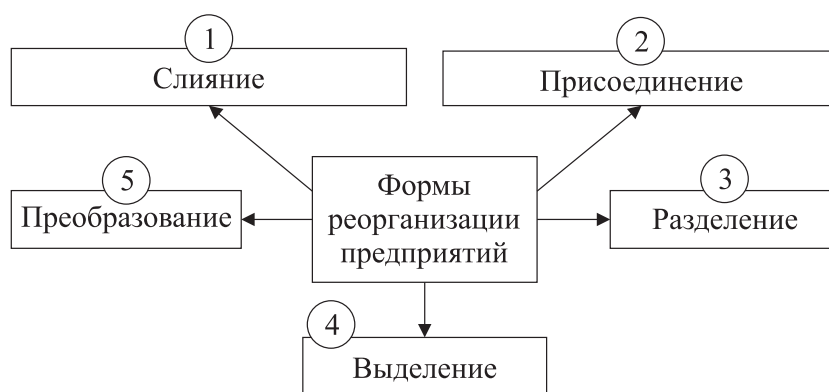 1
Слияние
2
Присоединение
5
Преобразование
Формы
реорганизации
предприятий
3
Разделение
4
Выделение